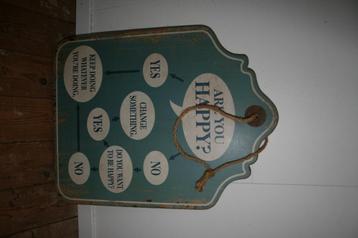 ARE YOU
HAPPY?
YES
NO
CHANGE
SOMETHING.
DO YOU WANT
TO BE HAPPY?
YES
NO
KEEP DOING
WHATEVER
YOU'RE DOING.